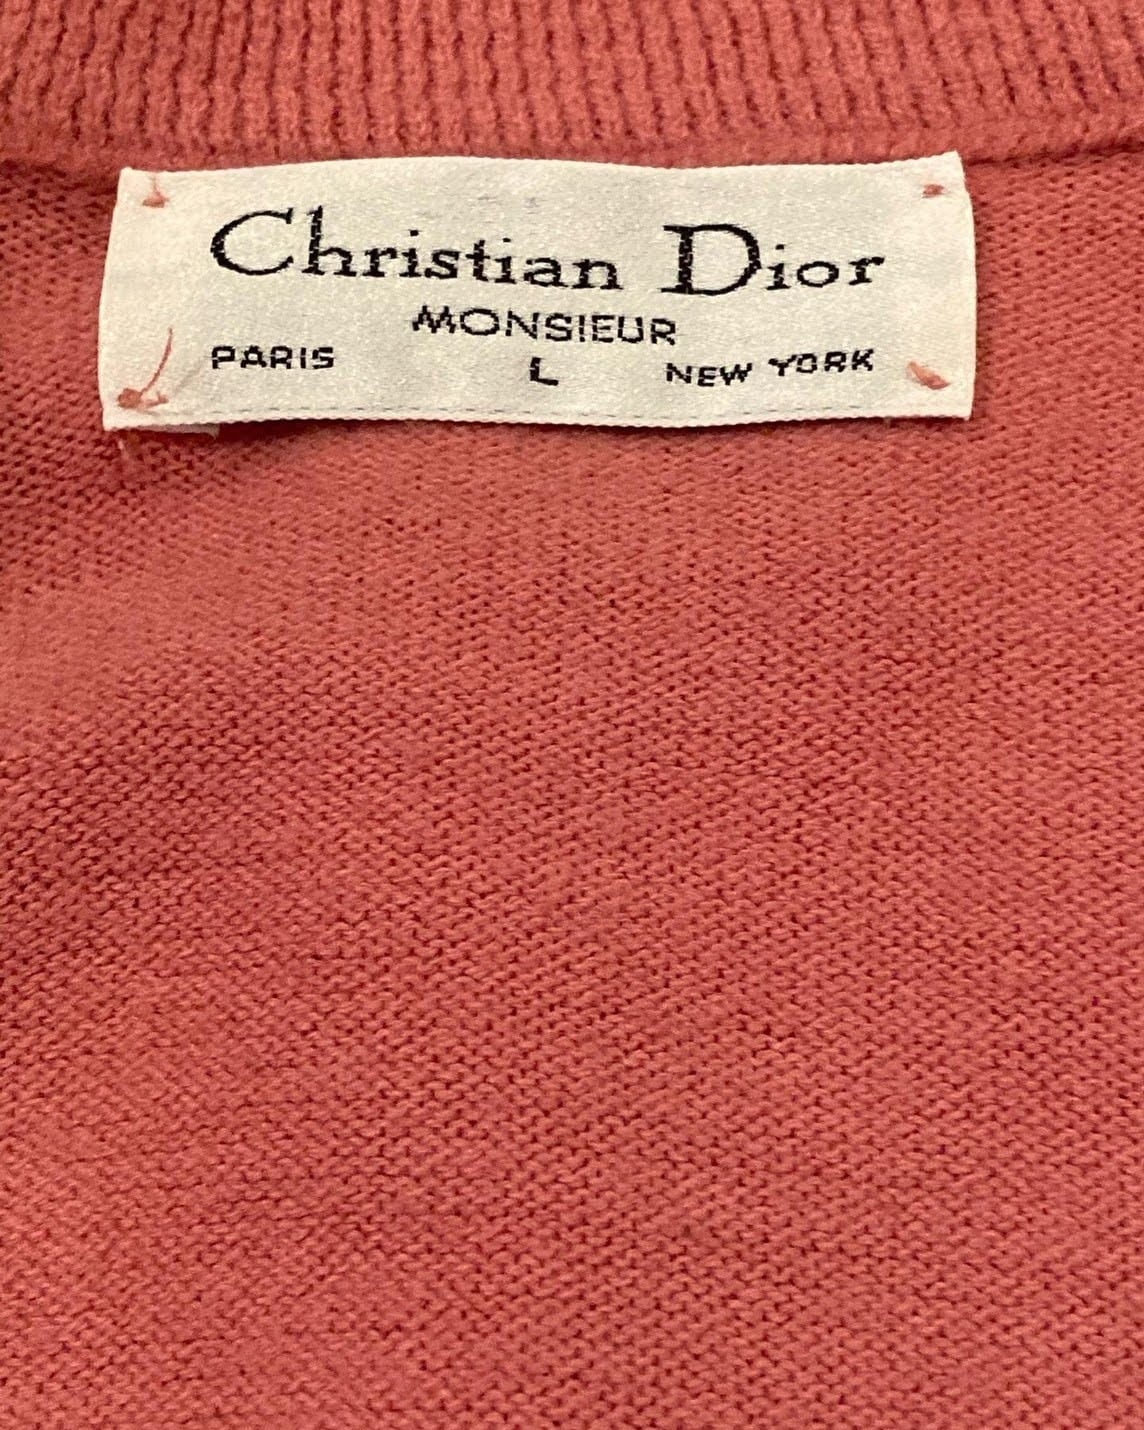 Christian Dior
MONSIEUR
PARIS L NEW YORK